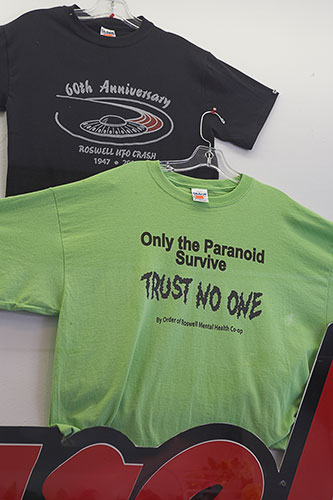 60th Anniversary
ROSWELL UFO CRASH
1947 •
Only the Paranoid
Survive
TRUST NO ONE
By Order of Roswell Mental Health Co-op